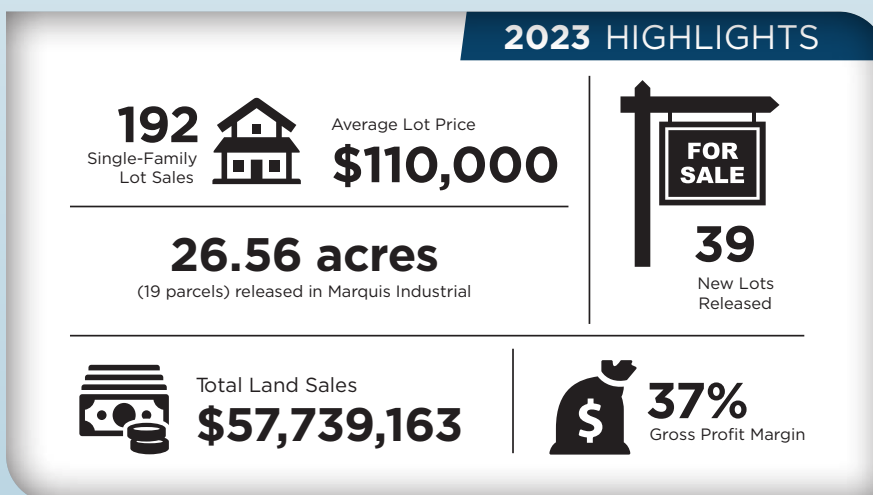 2023 HIGHLIGHTS
192
Single-Family
Lot Sales
Average Lot Price
$110,000
FOR
SALE
39
New Lots
Released
26.56 acres
(19 parcels) released in Marquis Industrial
Total Land Sales
$57,739,163
$
37%
Gross Profit Margin